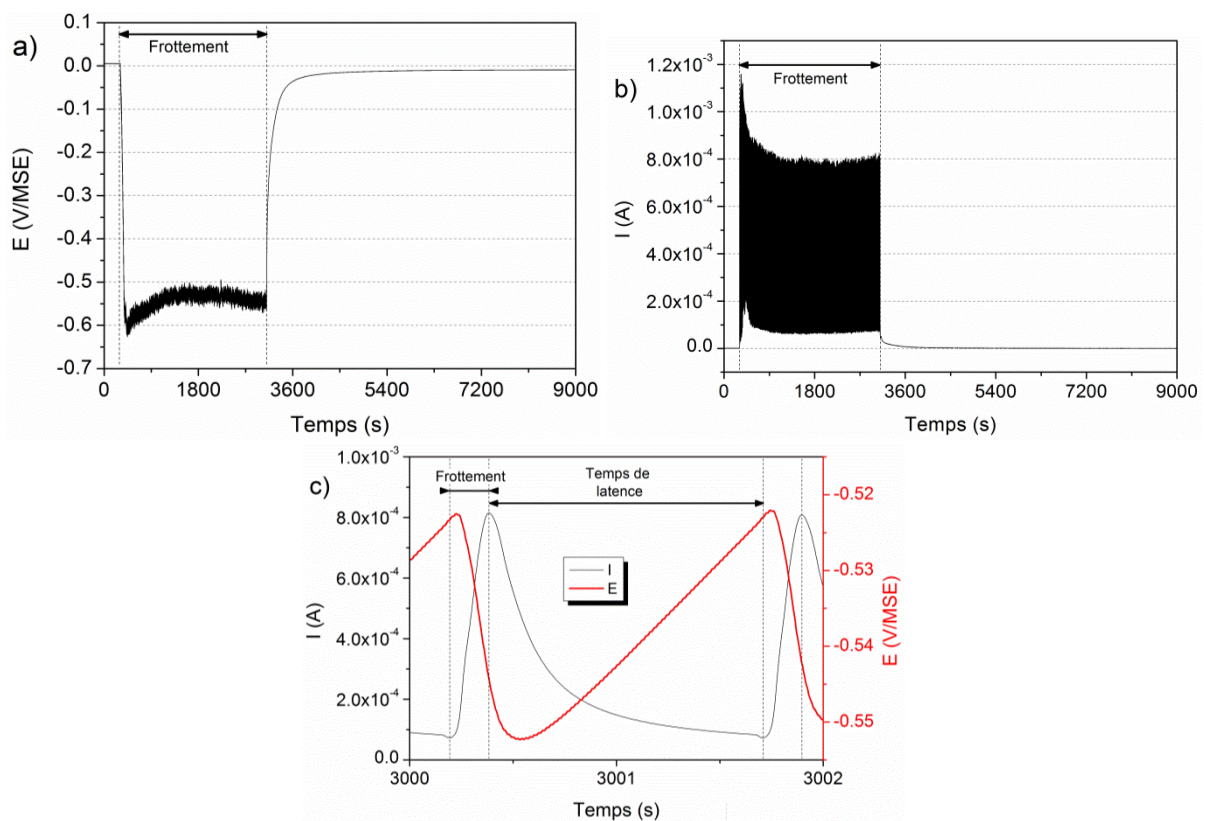 a)
Frottement
0.1
0.0
-0.1
-0.2
-0.3
-0.4
-0.5
-0.6
-0.7
E (V/MSE)
0
1800
3600
5400
7200
9000
Temps (s)
b)
Frottement
1.2x10⁻³
1.0x10⁻³
8.0x10⁻⁴
6.0x10⁻⁴
4.0x10⁻⁴
2.0x10⁻⁴
0.0
I (A)
0
1800
3600
5400
7200
9000
Temps (s)
c)
Frottement
Temps de
latence
1.0x10⁻³
8.0x10⁻⁴
6.0x10⁻⁴
4.0x10⁻⁴
2.0x10⁻⁴
0.0
I (A)
I
E
-0.52
-0.53
-0.54
-0.55
E (V/MSE)
3000
3001
3002
Temps (s)